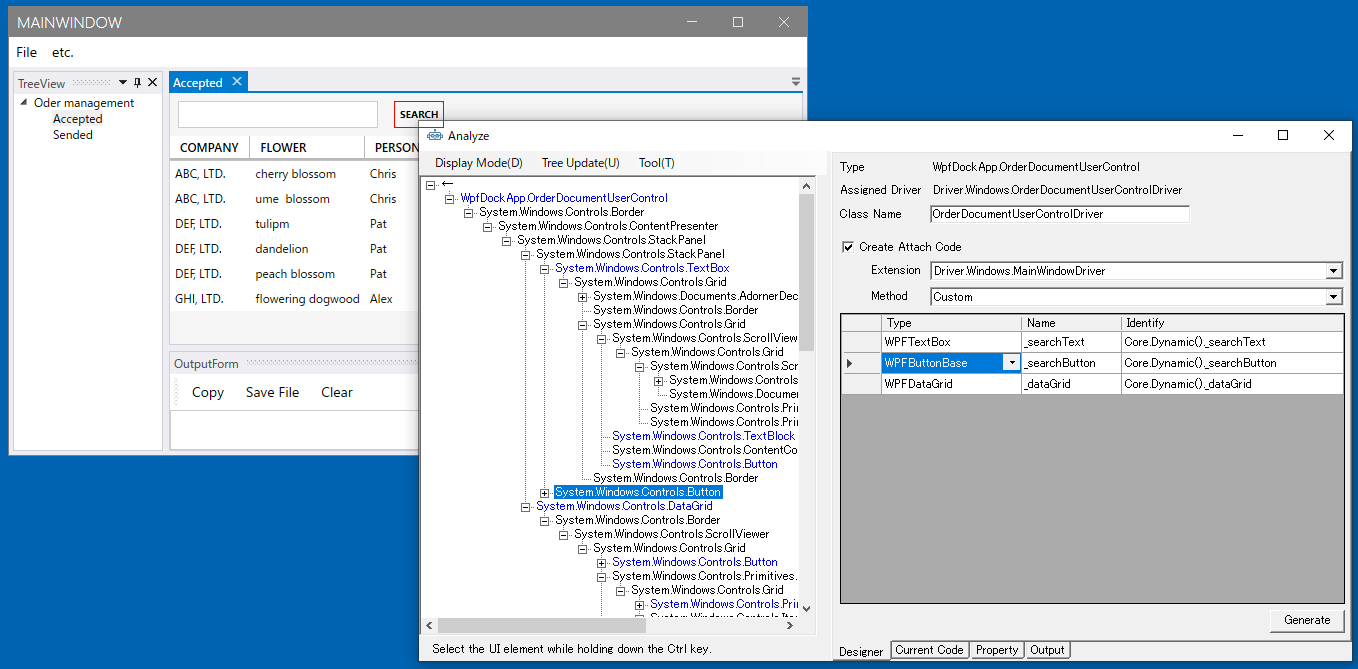 MAINWINDOW
File etc.
TreeView
Oder management
Accepted
Sended
Accepted
SEARCH
COMPANY FLOWER PERSON
ABC, LTD. cherry blossom Chris
ABC, LTD. ume blossom Chris
DEF, LTD. tulipm Pat
DEF, LTD. dandelion Pat
DEF, LTD. peach blossom Pat
GHI, LTD. flowering dogwood Alex
OutputForm
Copy Save File Clear
Analyze
Display Mode(D) Tree Update(U) Tool(T)
←
WpfDockApp.OrderDocumentUserControl
System.Windows.Controls.Border
System.Windows.Controls.ContentPresenter
System.Windows.Controls.StackPanel
System.Windows.Controls.StackPanel
System.Windows.Controls.TextBox
System.Windows.Controls.Grid
System.Windows.Documents.AdornerDec
System.Windows.Controls.Border
System.Windows.Controls.Grid
System.Windows.Controls.ScrollView
System.Windows.Controls.Grid
System.Windows.Controls.Scr
System.Windows.Controls
System.Windows.Documen
System.Windows.Controls.Pri
System.Windows.Controls.Pri
System.Windows.Controls.TextBlock
System.Windows.Controls.ContentCo
System.Windows.Controls.Button
System.Windows.Controls.Border
System.Windows.Controls.Button
System.Windows.Controls.DataGrid
System.Windows.Controls.Border
System.Windows.Controls.ScrollViewer
System.Windows.Controls.Grid
System.Windows.Controls.Button
System.Windows.Controls.Primitives.
System.Windows.Controls.Grid
System.Windows.Controls.Pri
Select the UI element while holding down the Ctrl key.
Type WpfDockApp.OrderDocumentUserControl
Assigned Driver Driver.Windows.OrderDocumentUserControlDriver
Class Name OrderDocumentUserControlDriver
Create Attach Code
Extension Driver.Windows.MainWindowDriver
Method Custom
Type Name Identify
WPFTextBox _searchText Core.Dynamic()._searchText
WPFButtonBase _searchButton Core.Dynamic()._searchButton
WPFDataGrid _dataGrid Core.Dynamic()._dataGrid
Generate
Designer Current Code Property Output